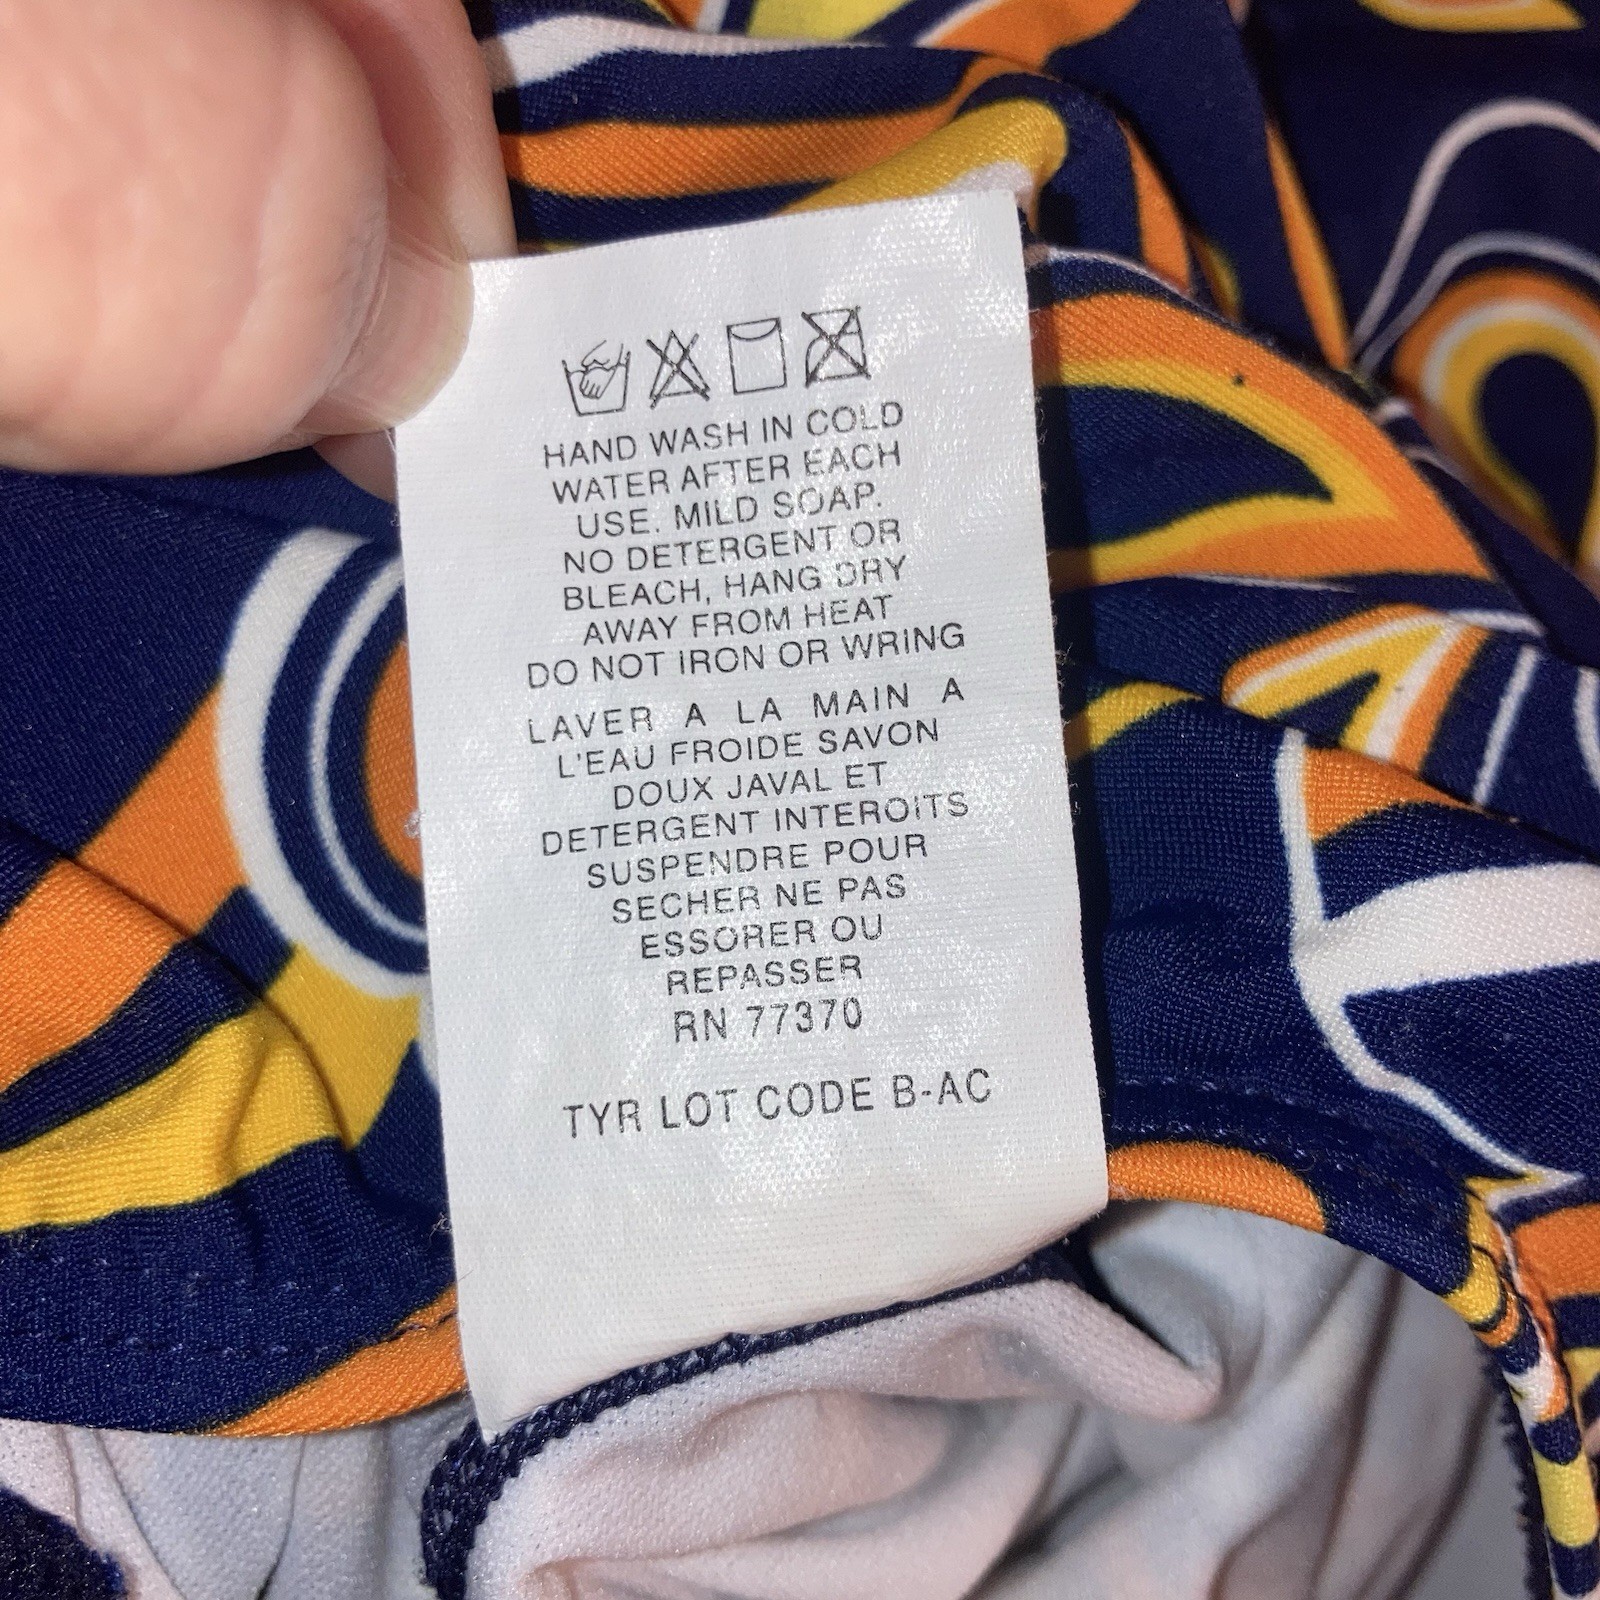 HAND WASH IN COLD
WATER AFTER EACH
USE. MILD SOAP.
NO DETERGENT OR
BLEACH, HANG DRY
AWAY FROM HEAT
DO NOT IRON OR WRING
LAVER A LA MAIN A
L'EAU FROIDE SAVON
DOUX JAVAL ET
DETERGENT INTEROITS
SUSPENDRE POUR
SECHER NE PAS
ESSORER OU
REPASSER
RN 77370
TYR LOT CODE B-AC